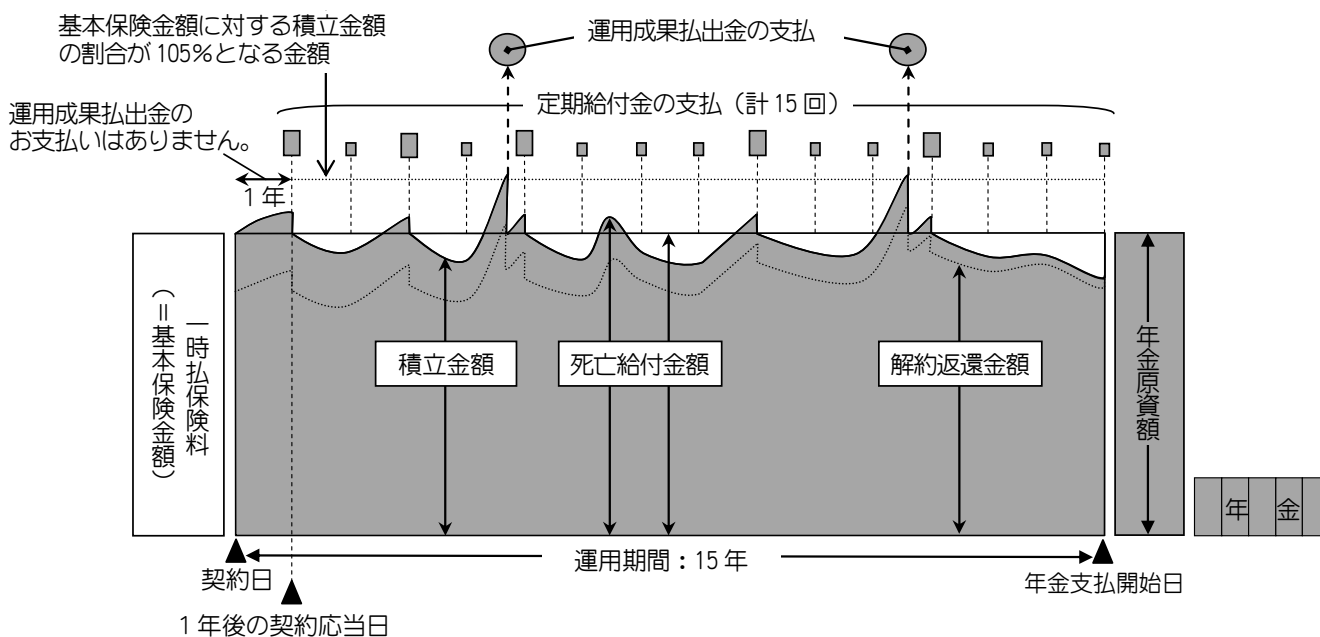 基本保険金額に対する積立金額
の割合が105%となる金額
運用成果払出金の支払
運用成果払出金の
お支払いはありません。
定期給付金の支払（計15回）
1年
一時払保険料
（＝基本保険金額）
積立金額
死亡給付金額
解約返還金額
年金原資額
年 金
運用期間：15年
契約日
年金支払開始日
1年後の契約応当日